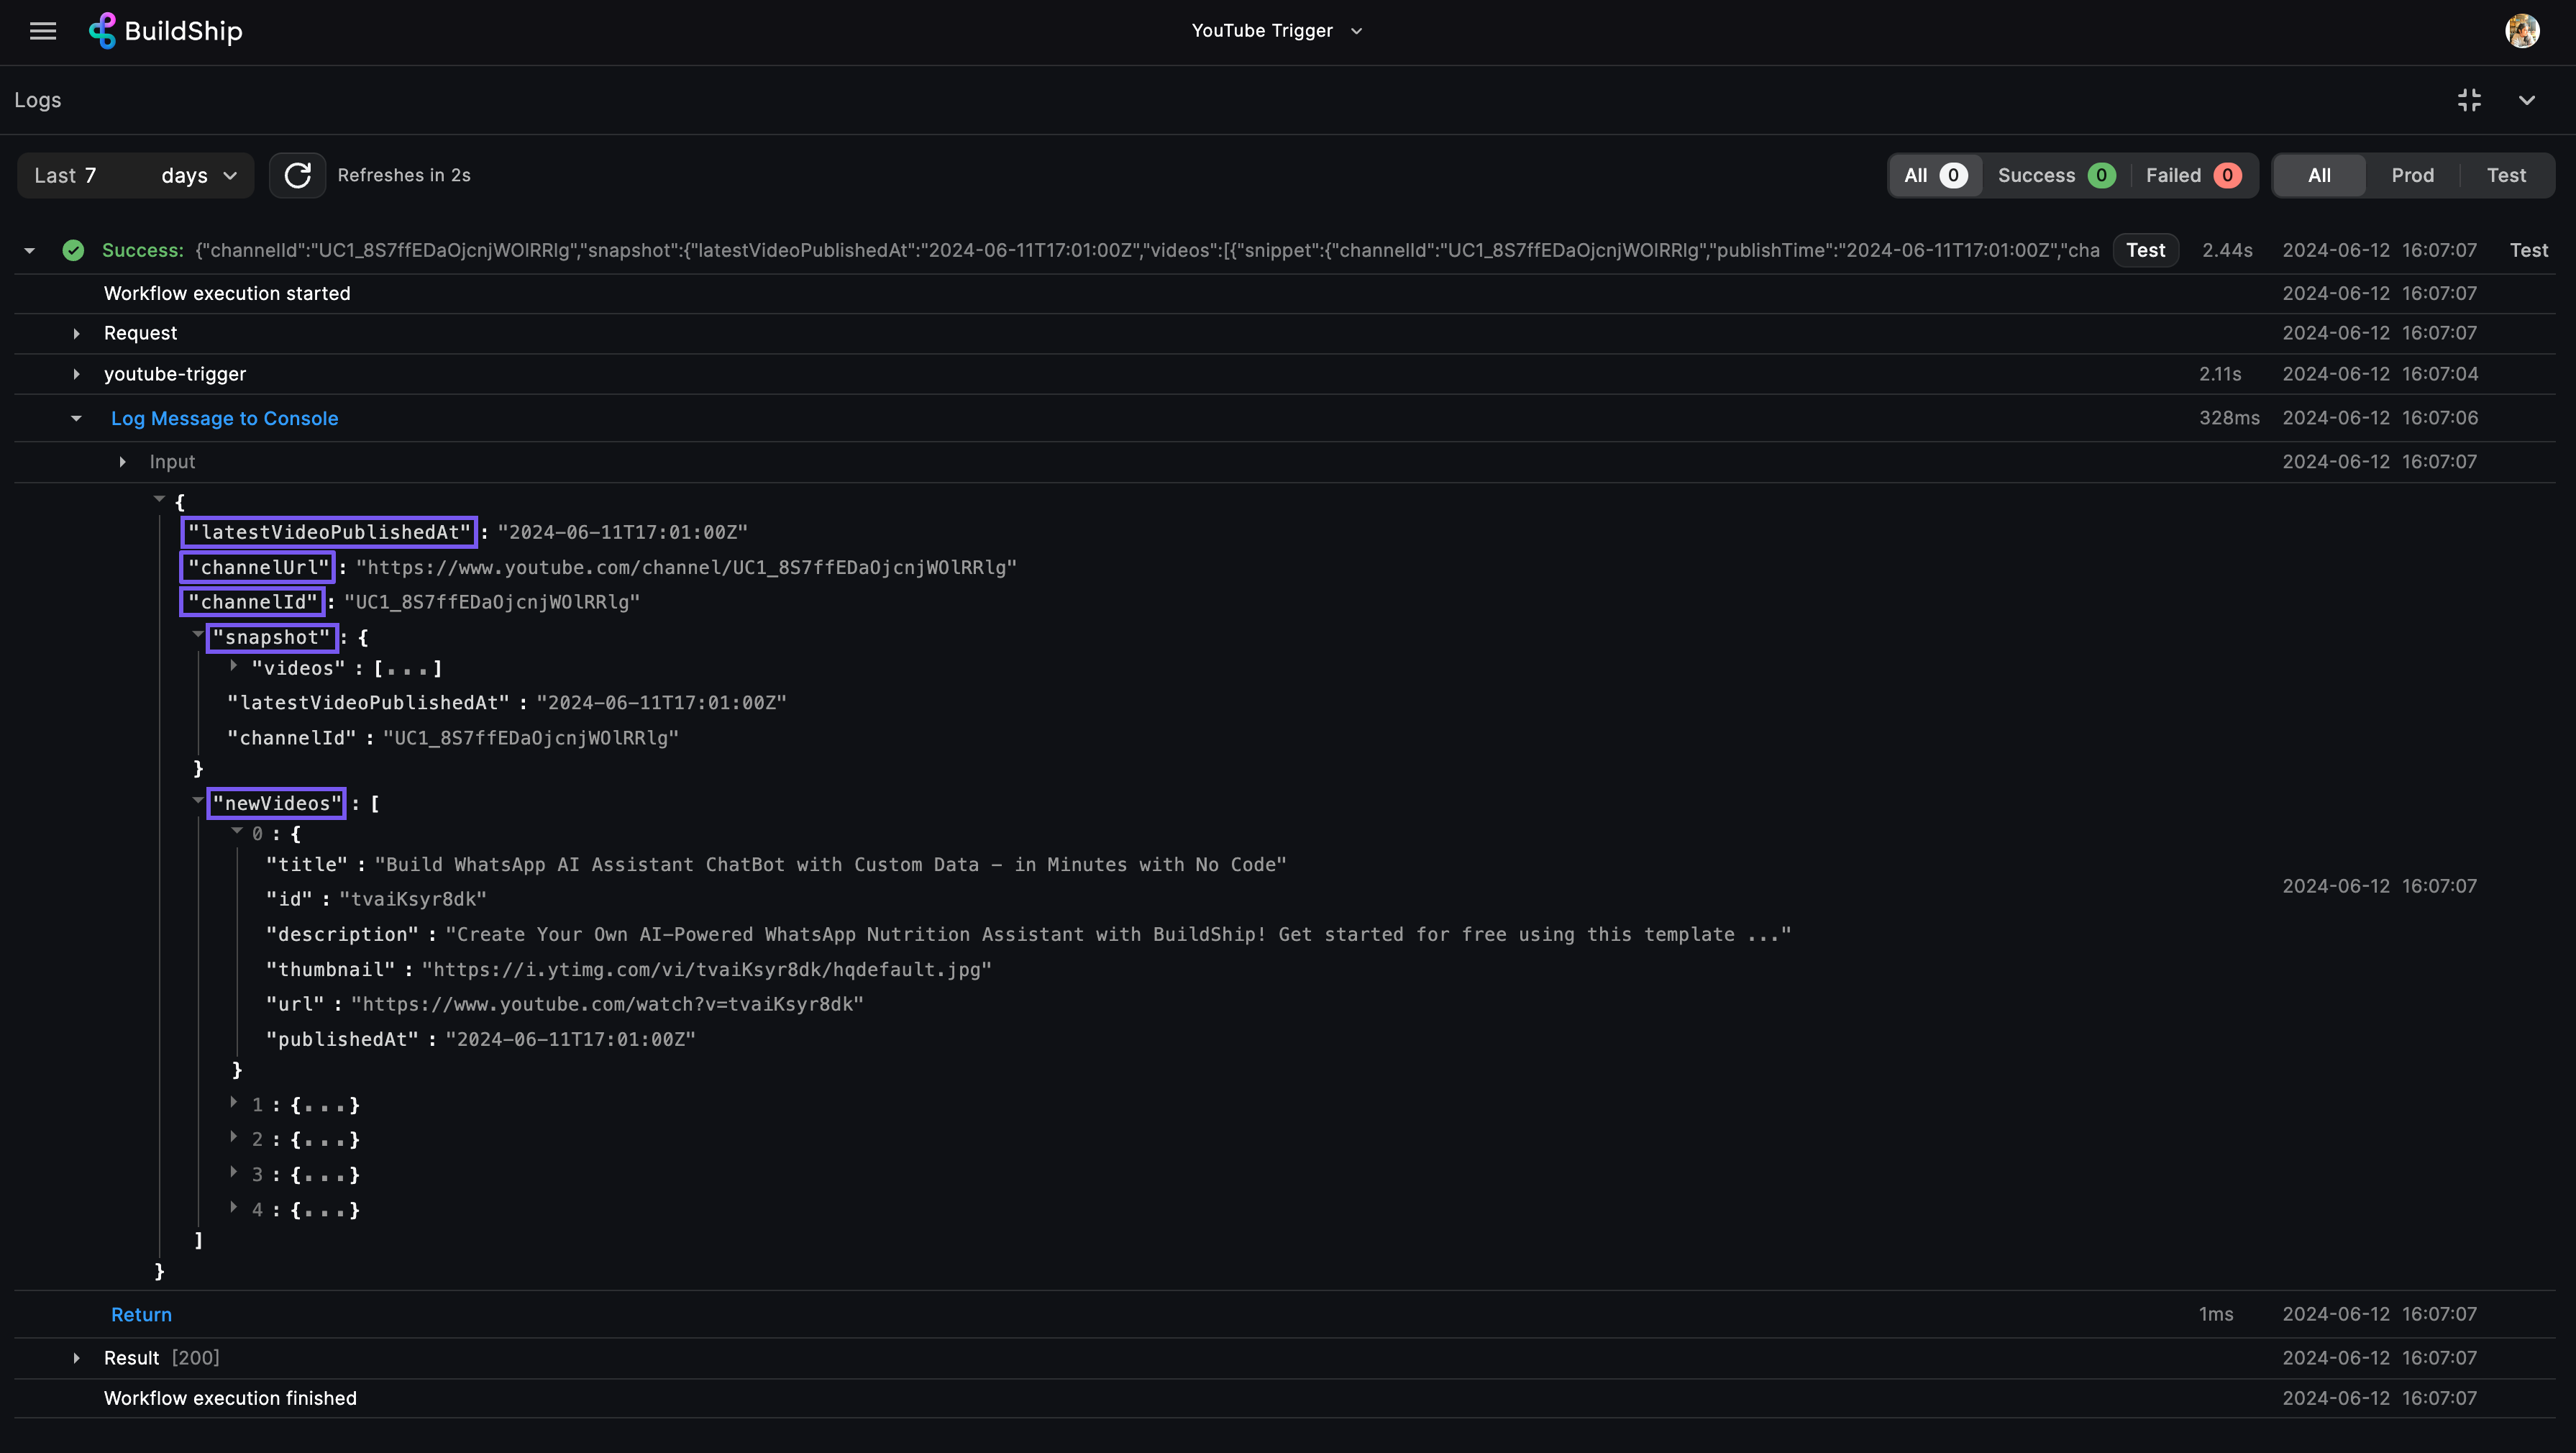 BuildShip
YouTube Trigger
Logs
Last 7 days Refreshes in 2s All 0 Success 0 Failed 0 All Prod Test
Success: {"channelId":"UC1_8S7ffEDaOjcnjWOlRRlg","snapshot":{"latestVideoPublishedAt":"2024-06-11T17:01:00Z","videos":[{"snippet":{"channelId":"UC1_8S7ffEDaOjcnjWOlRRlg","publishTime":"2024-06-11T17:01:00Z","cha Test 2.44s 2024-06-12 16:07:07 Test
Workflow execution started 2024-06-12 16:07:07
Request 2024-06-12 16:07:07
youtube-trigger 2.11s 2024-06-12 16:07:04
Log Message to Console 328ms 2024-06-12 16:07:06
Input 2024-06-12 16:07:07
{
"latestVideoPublishedAt" : "2024-06-11T17:01:00Z"
"channelUrl" : "https://www.youtube.com/channel/UC1_8S7ffEDaOjcnjWOlRRlg"
"channelId" : "UC1_8S7ffEDaOjcnjWOlRRlg"
"snapshot" : {
"videos" : [...]
"latestVideoPublishedAt" : "2024-06-11T17:01:00Z"
"channelId" : "UC1_8S7ffEDaOjcnjWOlRRlg"
}
"newVideos" : [
0 : {
"title" : "Build WhatsApp AI Assistant ChatBot with Custom Data – in Minutes with No Code"
"id" : "tvaiKsyr8dk" 2024-06-12 16:07:07
"description" : "Create Your Own AI-Powered WhatsApp Nutrition Assistant with BuildShip! Get started for free using this template ..."
"thumbnail" : "https://i.ytimg.com/vi/tvaiKsyr8dk/hqdefault.jpg"
"url" : "https://www.youtube.com/watch?v=tvaiKsyr8dk"
"publishedAt" : "2024-06-11T17:01:00Z"
}
1 : {...}
2 : {...}
3 : {...}
4 : {...}
]
}
Return 1ms 2024-06-12 16:07:07
Result [200] 2024-06-12 16:07:07
Workflow execution finished 2024-06-12 16:07:07